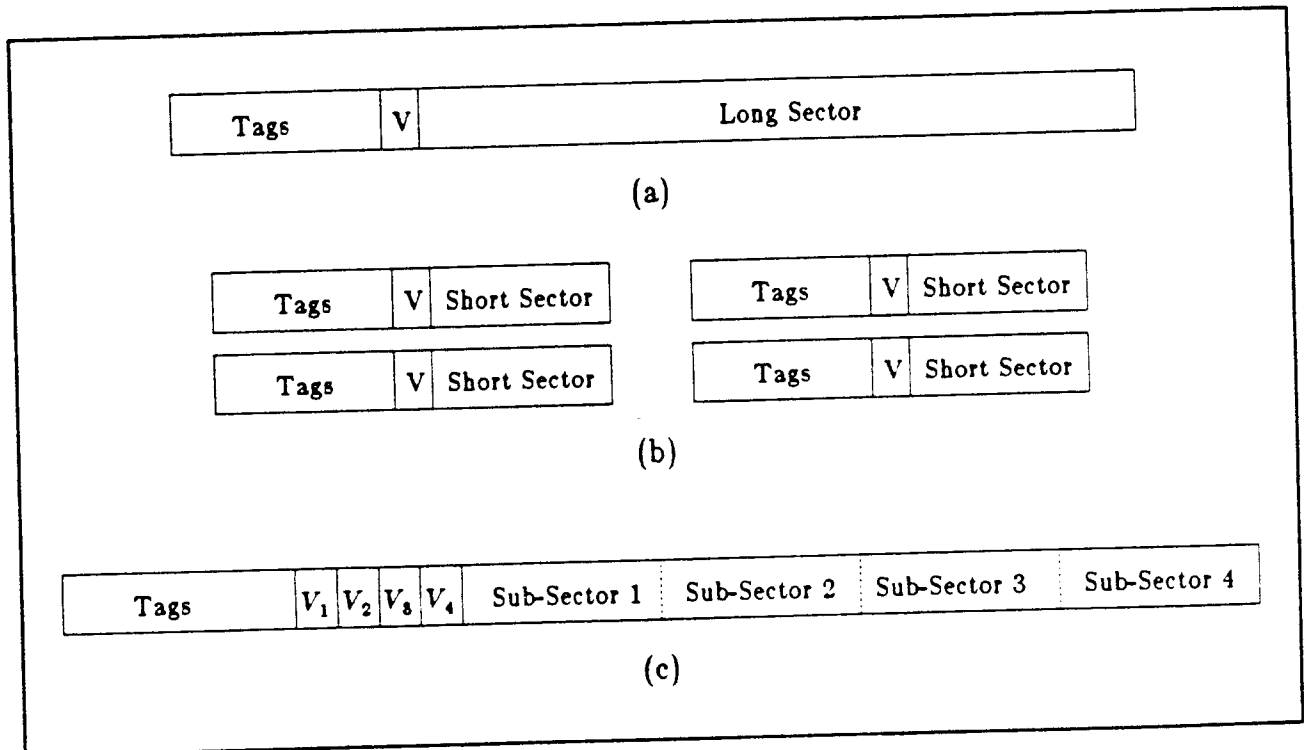 Tags V Long Sector
(a)
Tags V Short Sector Tags V Short Sector
Tags V Short Sector Tags V Short Sector
(b)
Tags V₁ V₂ V₃ V₄ Sub-Sector 1 Sub-Sector 2 Sub-Sector 3 Sub-Sector 4
(c)